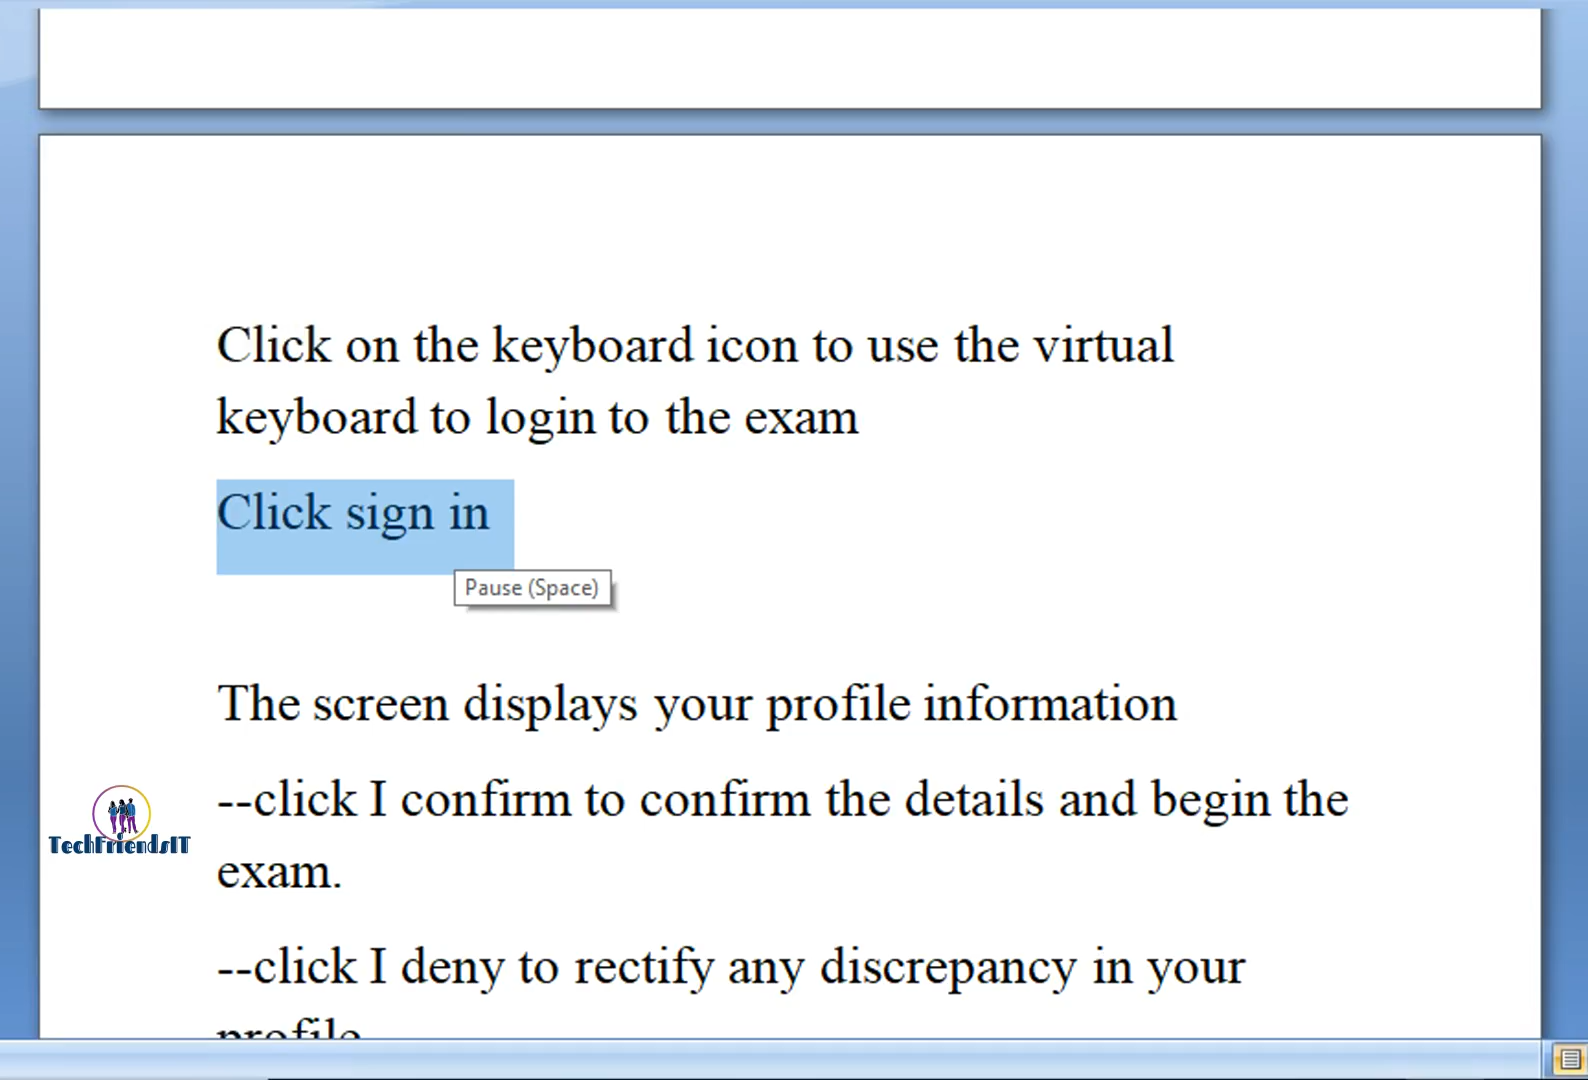 Click on the keyboard icon to use the virtual
keyboard to login to the exam
Click sign in
Pause (Space)
The screen displays your profile information
--click I confirm to confirm the details and begin the
TechFriendsIT
exam.
--click I deny to rectify any discrepancy in your
profile